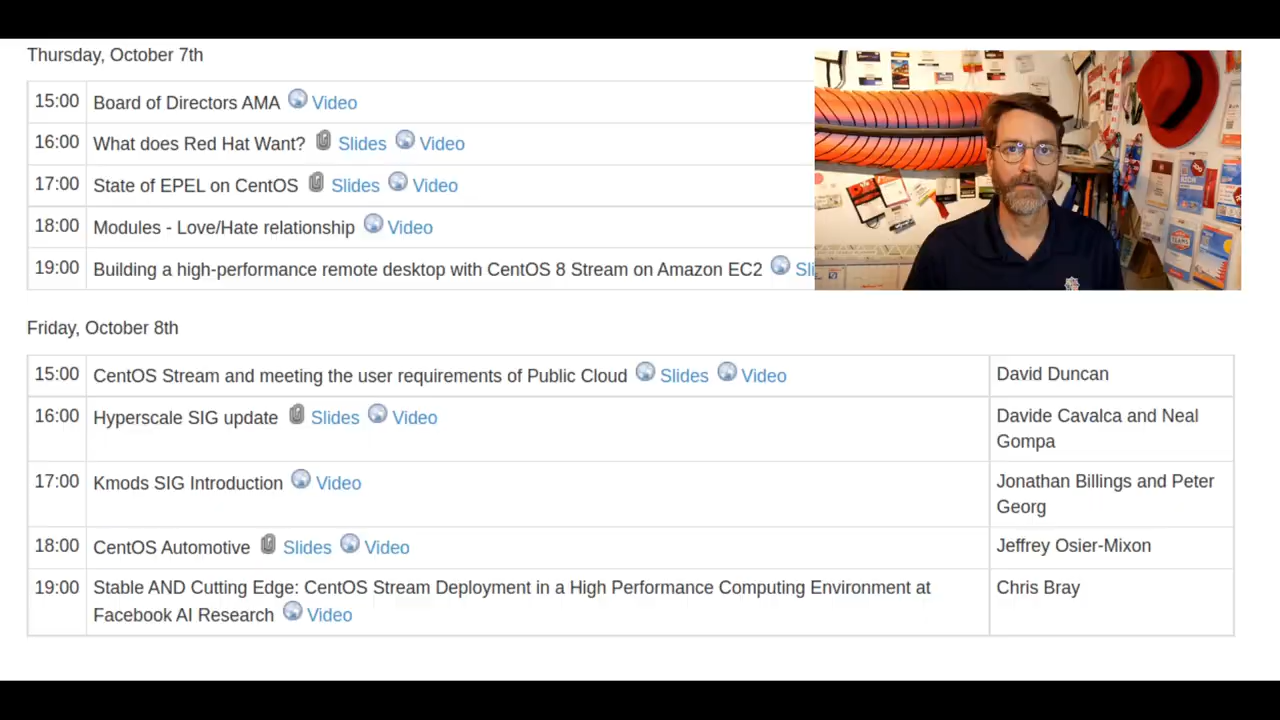 Thursday, October 7th
15:00 Board of Directors AMA Video
16:00 What does Red Hat Want? Slides Video
17:00 State of EPEL on CentOS Slides Video
18:00 Modules - Love/Hate relationship Video
19:00 Building a high-performance remote desktop with CentOS 8 Stream on Amazon EC2 Sli
Friday, October 8th
15:00 CentOS Stream and meeting the user requirements of Public Cloud Slides Video David Duncan
16:00 Hyperscale SIG update Slides Video Davide Cavalca and Neal
Gompa
17:00 Kmods SIG Introduction Video Jonathan Billings and Peter
Georg
18:00 CentOS Automotive Slides Video Jeffrey Osier-Mixon
19:00 Stable AND Cutting Edge: CentOS Stream Deployment in a High Performance Computing Environment at Chris Bray
Facebook AI Research Video